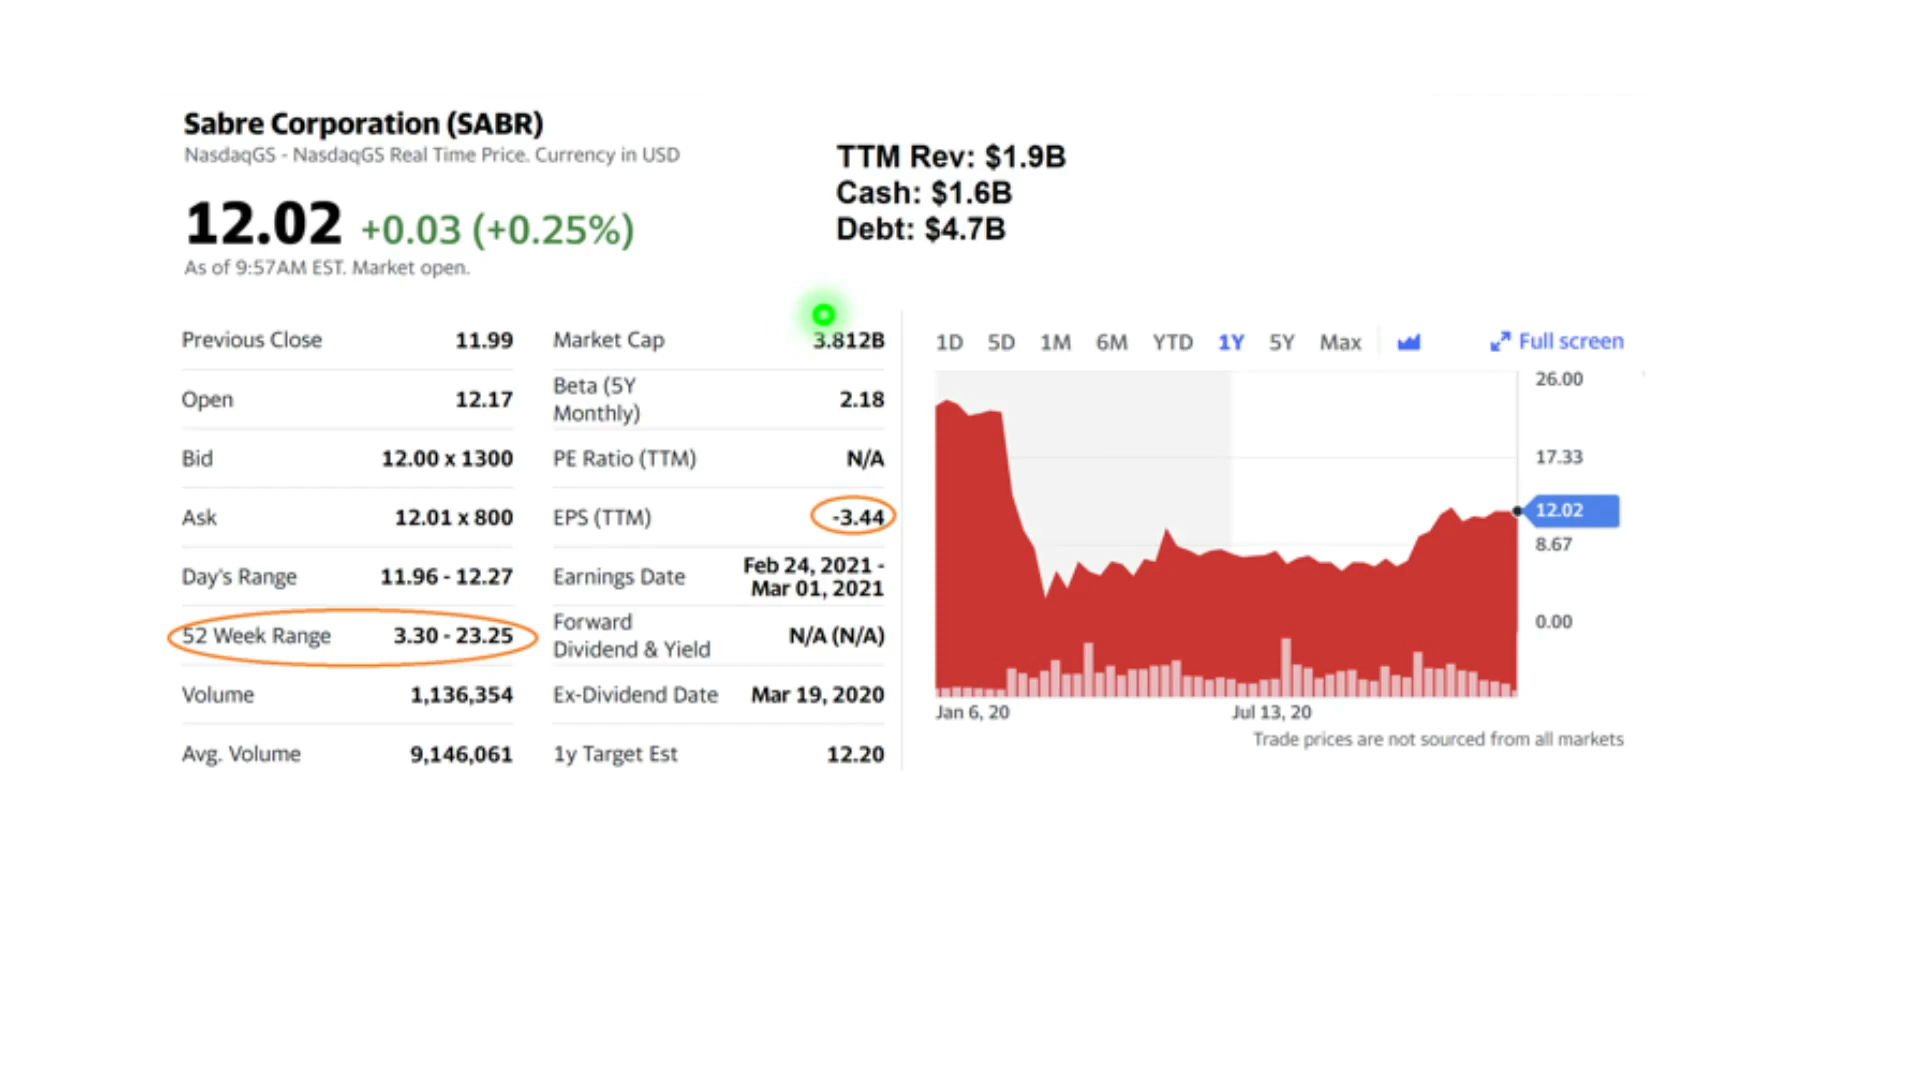 Sabre Corporation (SABR)
NasdaqGS - NasdaqGS Real Time Price. Currency in USD
12.02 +0.03 (+0.25%)
As of 9:57AM EST. Market open.
TTM Rev: $1.9B
Cash: $1.6B
Debt: $4.7B
Previous Close 11.99
Open 12.17
Bid 12.00 x 1300
Ask 12.01 x 800
Day's Range 11.96 - 12.27
52 Week Range 3.30 - 23.25
Volume 1,136,354
Avg. Volume 9,146,061
Market Cap 3.812B
Beta (5Y
Monthly) 2.18
PE Ratio (TTM) N/A
EPS (TTM) -3.44
Earnings Date Feb 24, 2021 -
Mar 01, 2021
Forward
Dividend & Yield N/A (N/A)
Ex-Dividend Date Mar 19, 2020
1y Target Est 12.20
1D 5D 1M 6M YTD 1Y 5Y Max Full screen
26.00
17.33
12.02
8.67
0.00
Jan 6, 20 Jul 13, 20
Trade prices are not sourced from all markets